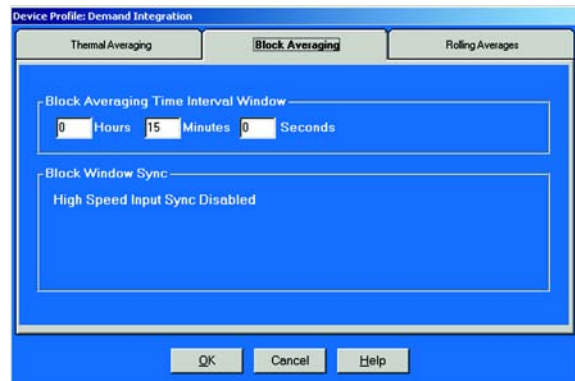 Device Profile: Demand Integration
Thermal Averaging Block Averaging Rolling Averages
Block Averaging Time Interval Window
0 Hours 15 Minutes 0 Seconds
Block Window Sync
High Speed Input Sync Disabled
OK Cancel Help